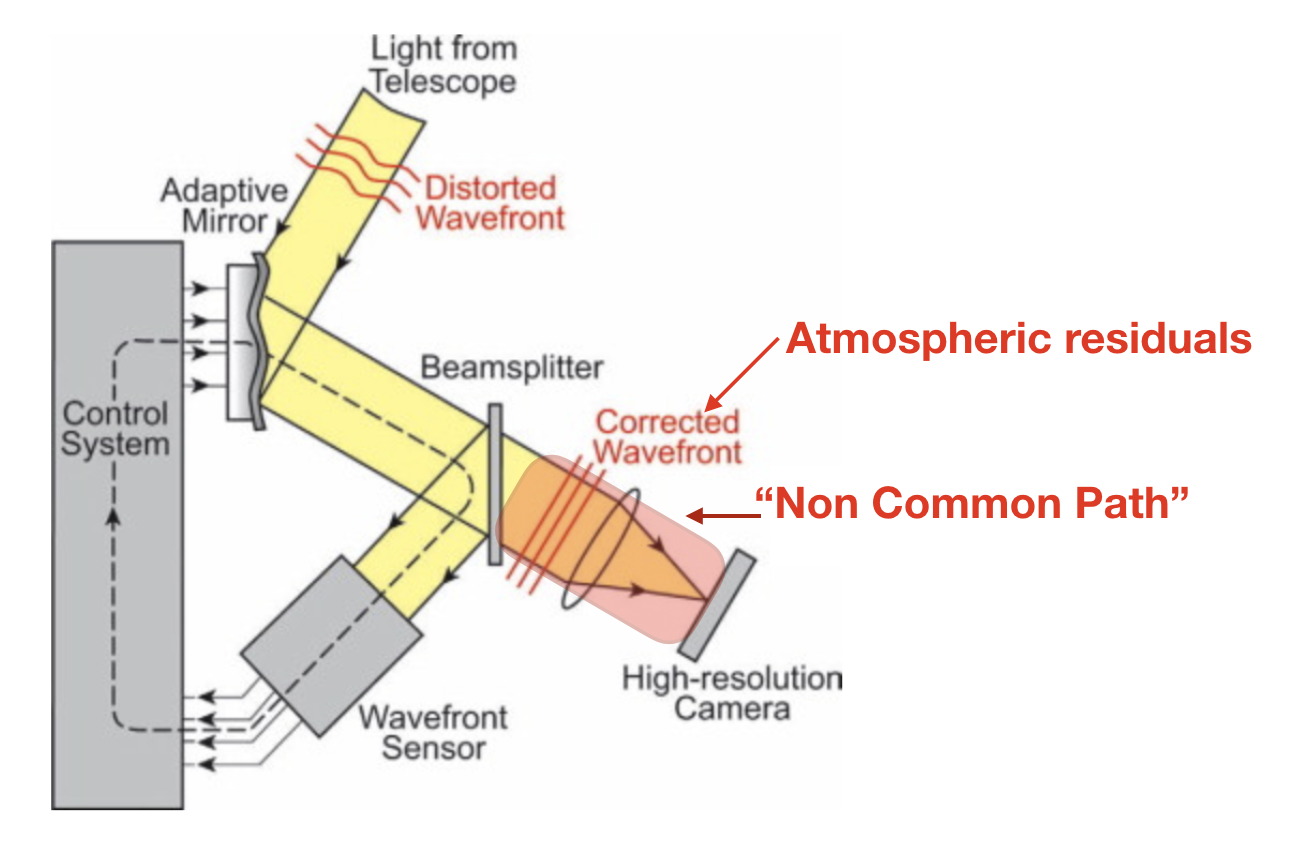 Light from
Telescope
Adaptive
Mirror
Distorted
Wavefront
Atmospheric residuals
Beamsplitter
Control
System
Corrected
Wavefront
“Non Common Path”
High-resolution
Camera
Wavefront
Sensor